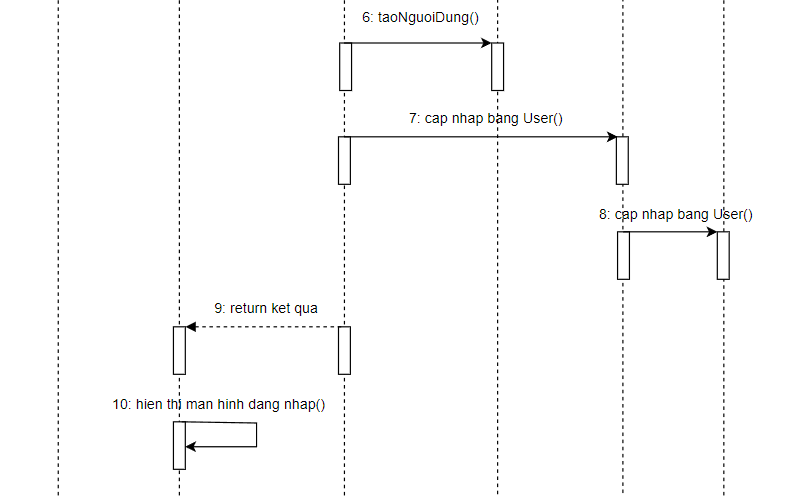 6: taoNguoiDung()
7: cap nhap bang User()
8: cap nhap bang User()
9: return ket qua
10: hien thi man hinh dang nhap()